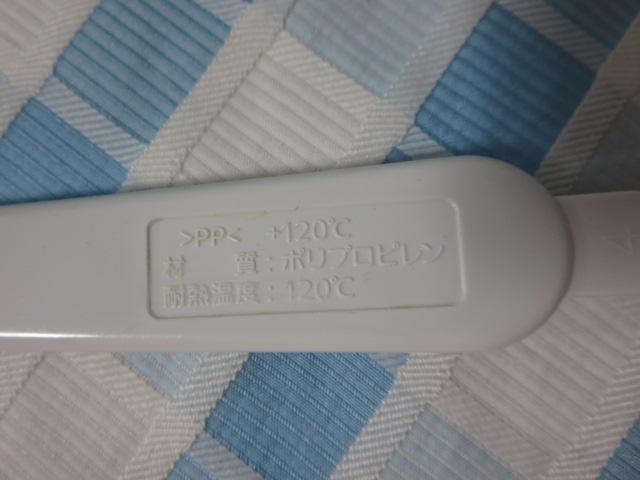 >PP< +120℃
材 質：ポリプロピレン
耐熱温度：120℃